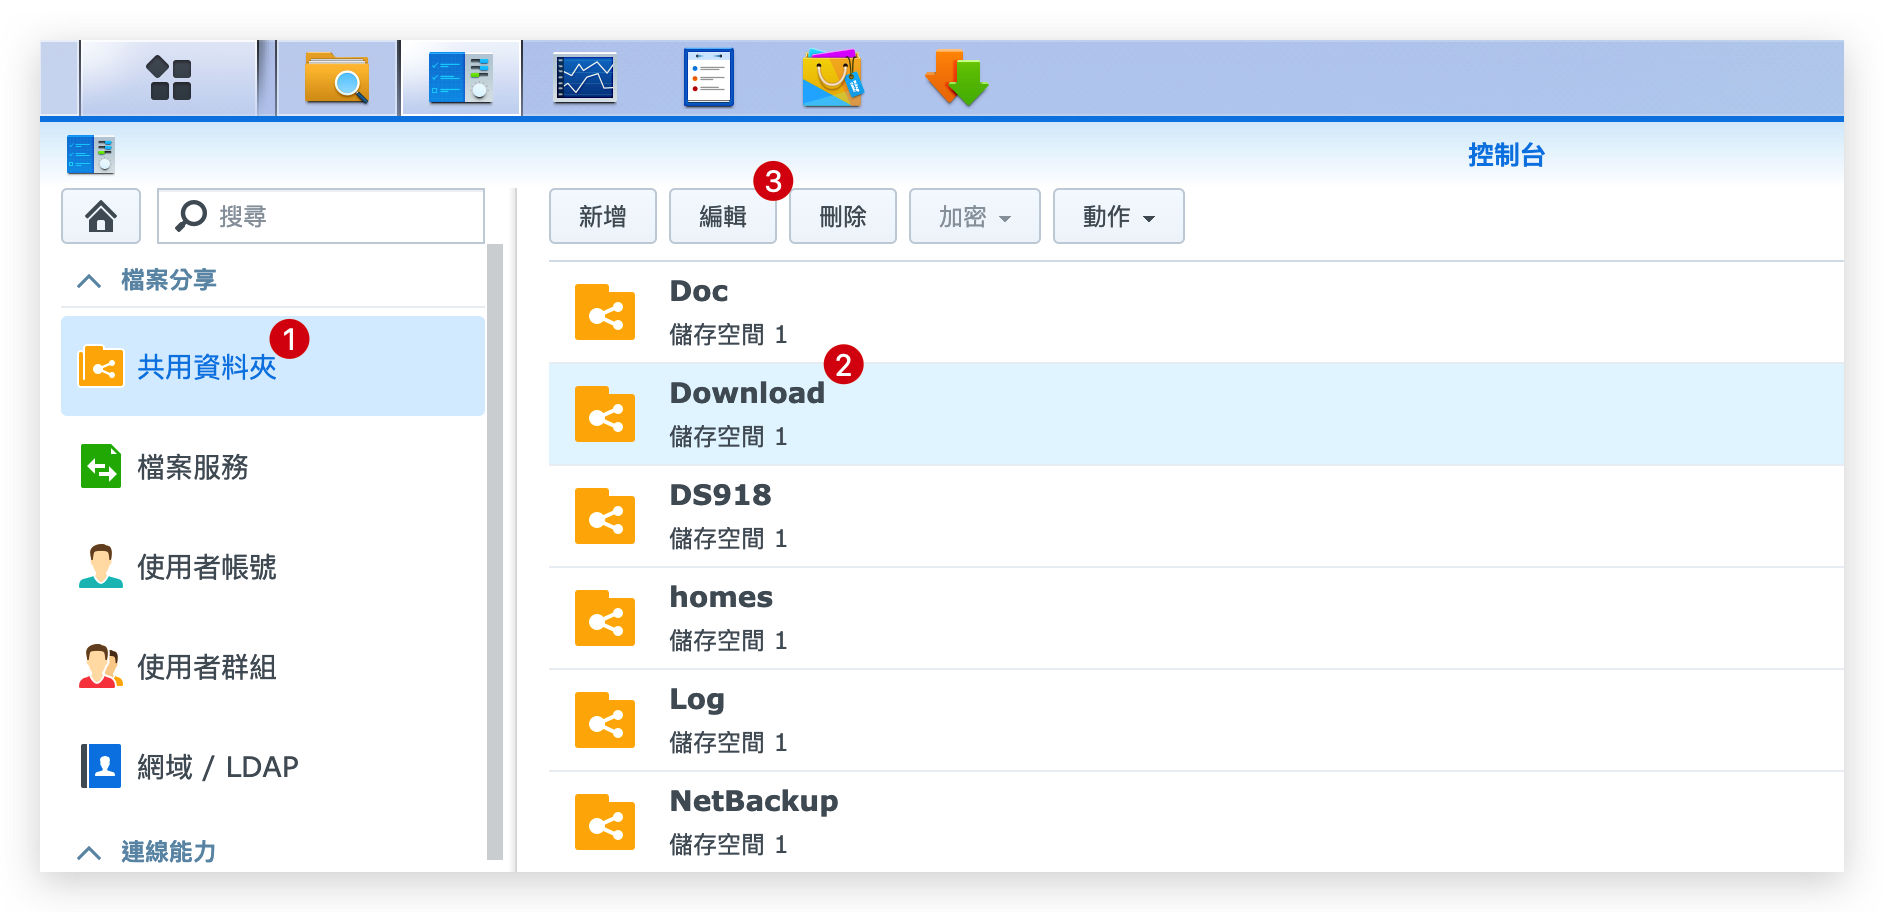 控制台
搜尋
檔案分享
共用資料夾
1
檔案服務
使用者帳號
使用者群組
網域 / LDAP
連線能力
新增
編輯
3
刪除
加密
動作
Doc
儲存空間 1
Download
2
儲存空間 1
DS918
儲存空間 1
homes
儲存空間 1
Log
儲存空間 1
NetBackup
儲存空間 1